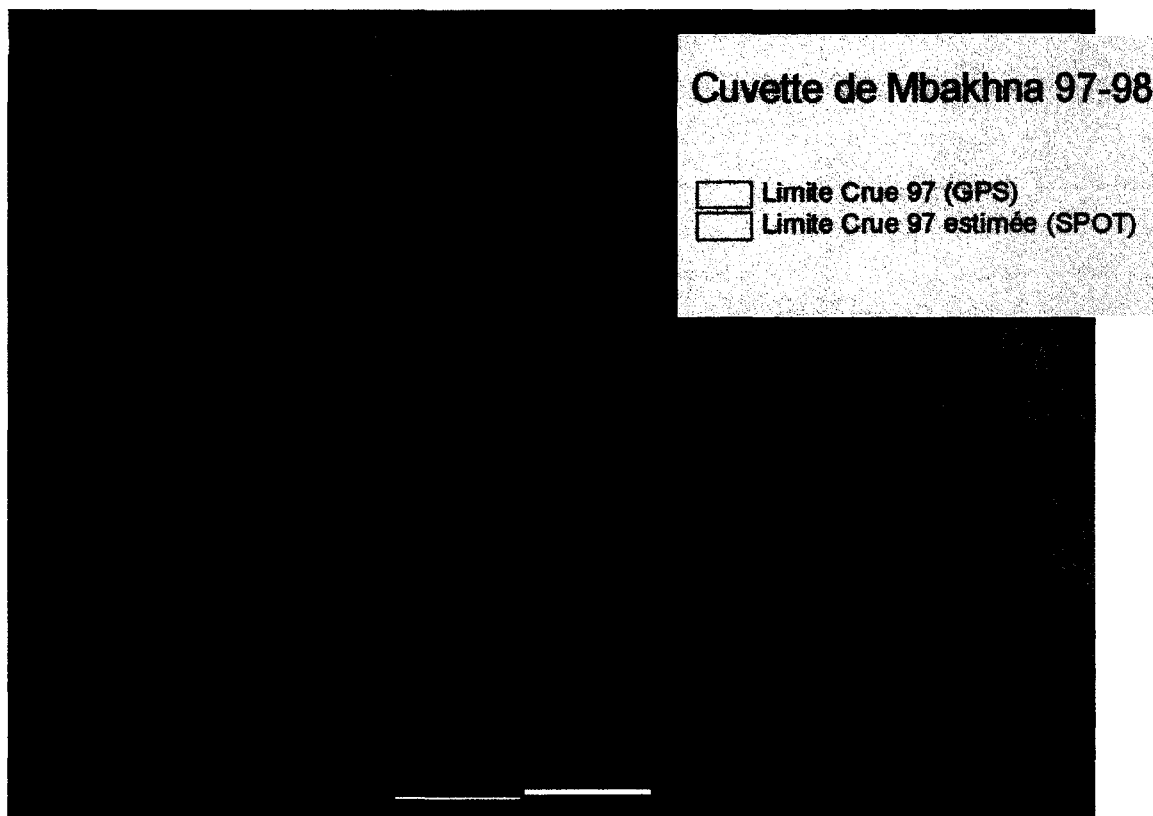 Cuvette de Mbakhna 97-98
Limite Crue 97 (GPS)
Limite Crue 97 estimée (SPOT)